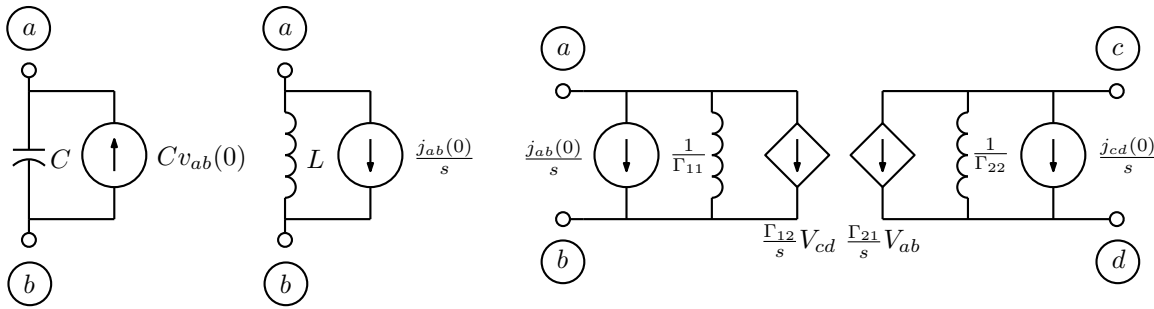 a
b
C
Cv_{ab}(0)
a
b
L
\frac{j_{ab}(0)}{s}
a
b
\frac{j_{ab}(0)}{s}
\frac{1}{\Gamma_{11}}
\frac{\Gamma_{12}}{s}V_{cd}
\frac{\Gamma_{21}}{s}V_{ab}
\frac{1}{\Gamma_{22}}
\frac{j_{cd}(0)}{s}
c
d